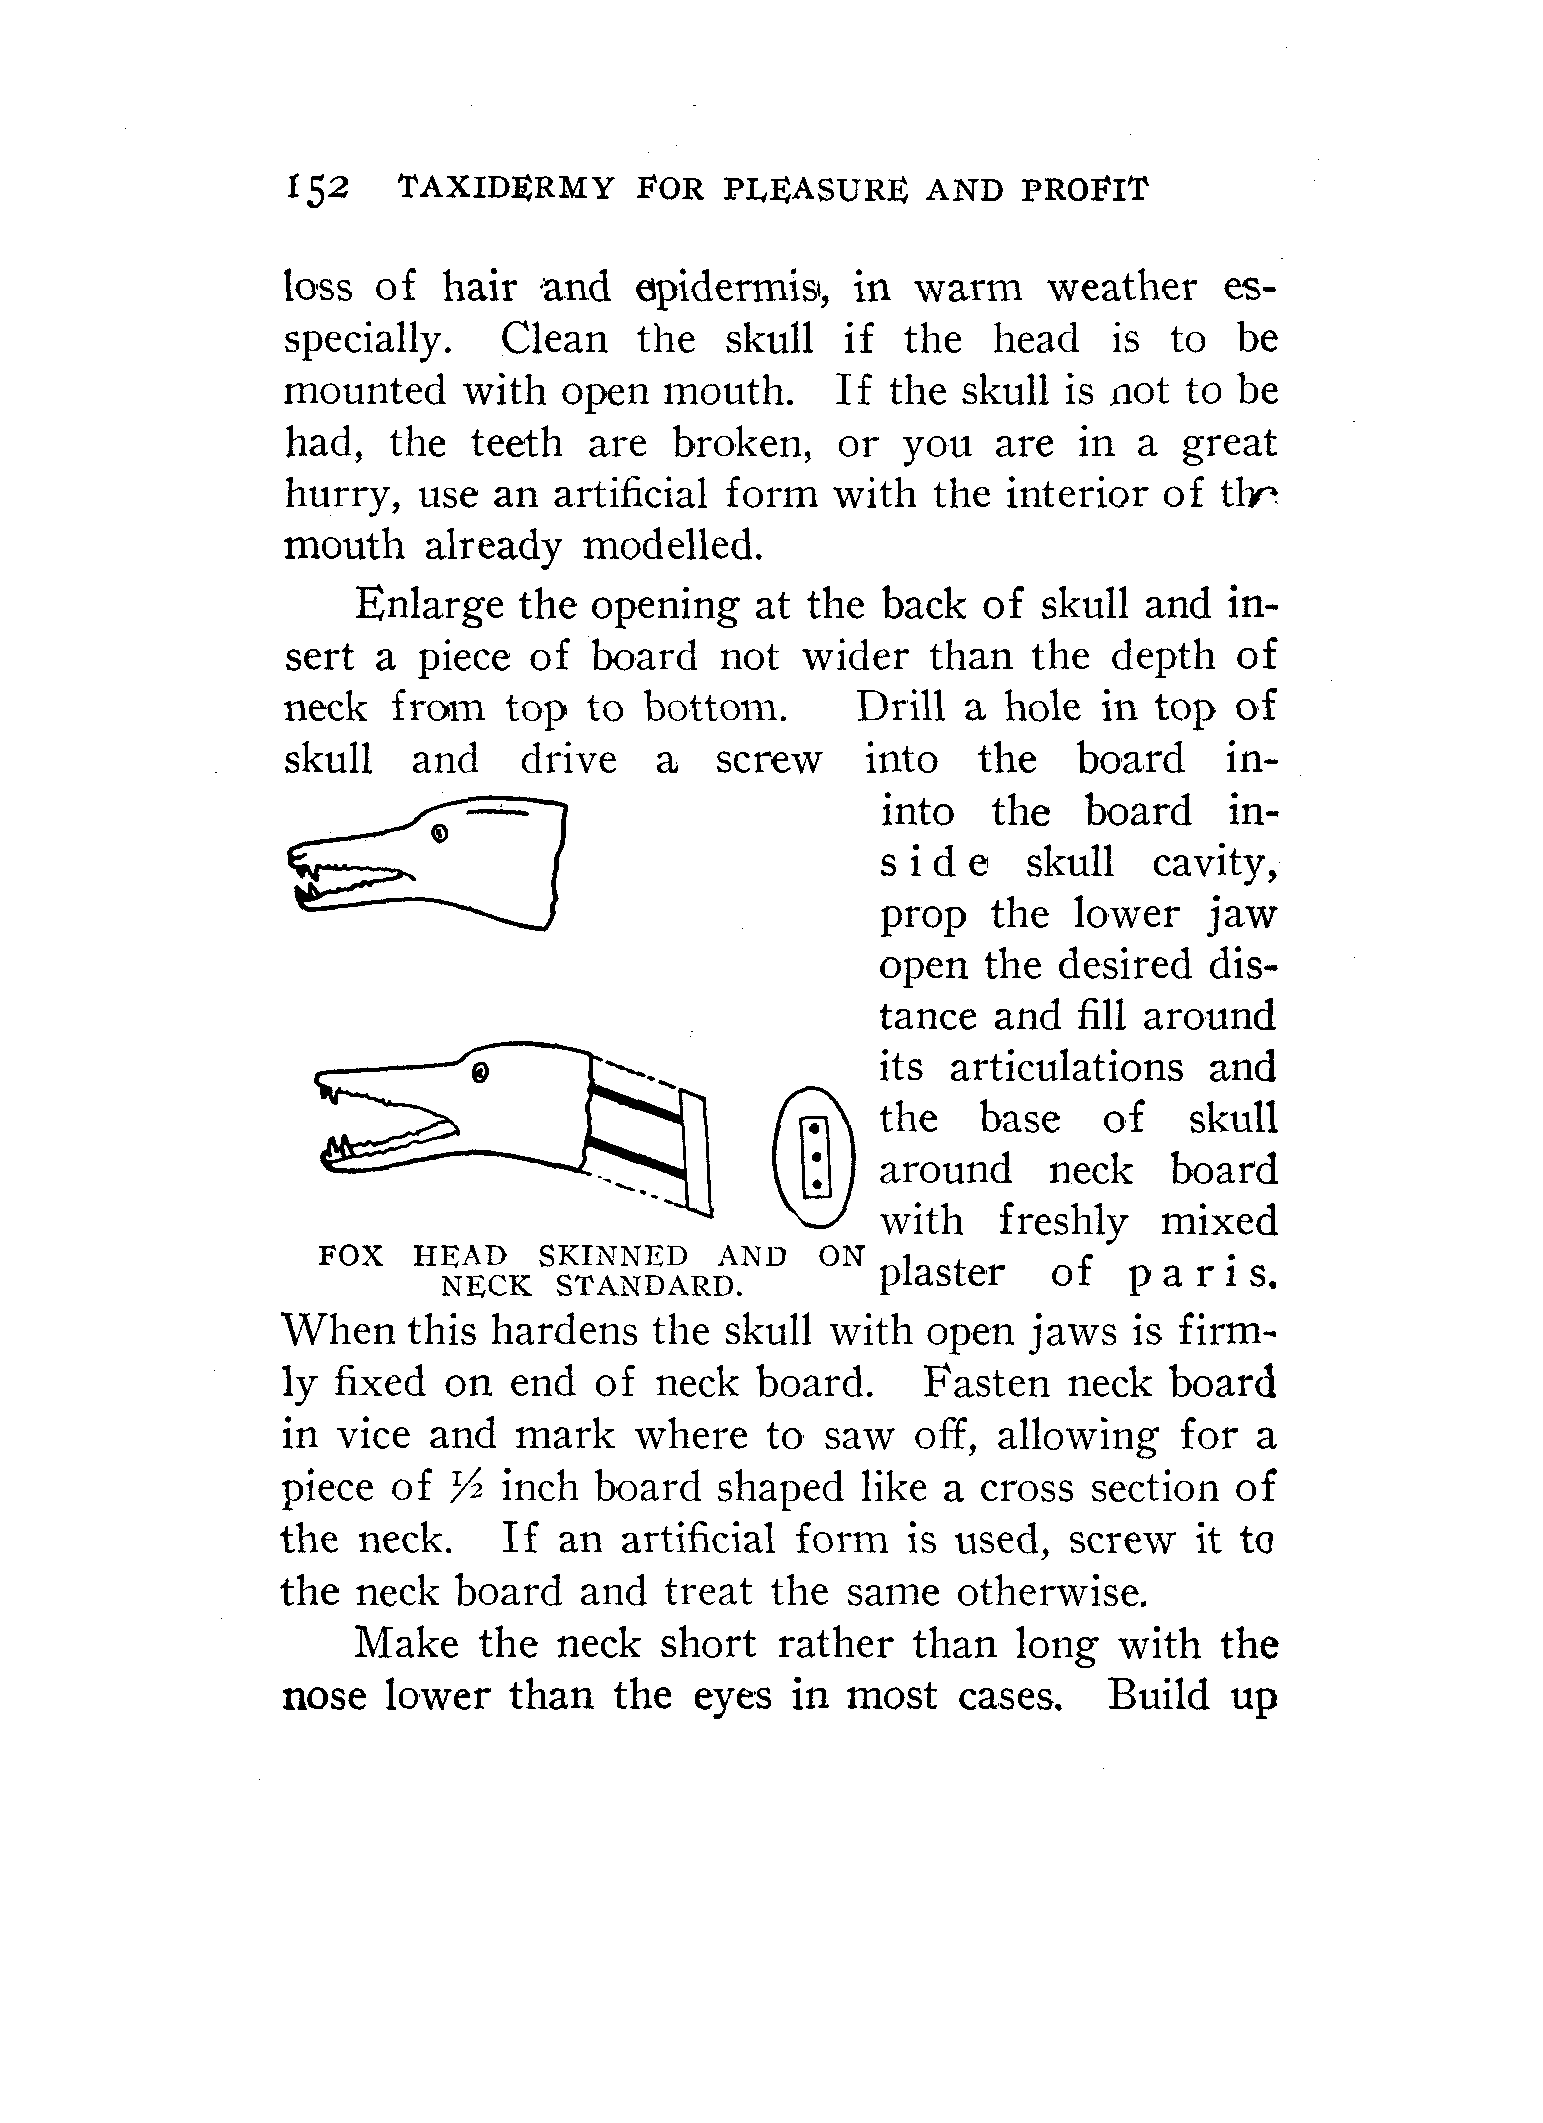 152 TAXIDERMY FOR PLEASURE AND PROFIT
loss of hair and epidermis, in warm weather es-
specially. Clean the skull if the head is to be
mounted with open mouth. If the skull is not to be
had, the teeth are broken, or you are in a great
hurry, use an artificial form with the interior of the
mouth already modelled.
Enlarge the opening at the back of skull and in-
sert a piece of board not wider than the depth of
neck from top to bottom. Drill a hole in top of
skull and drive a screw into the board in-
into the board in-
side skull cavity,
prop the lower jaw
open the desired dis-
tance and fill around
its articulations and
the base of skull
around neck board
with freshly mixed
plaster of paris.
FOX HEAD SKINNED AND ON
NECK STANDARD.
When this hardens the skull with open jaws is firm-
ly fixed on end of neck board. Fasten neck board
in vice and mark where to saw off, allowing for a
piece of ½ inch board shaped like a cross section of
the neck. If an artificial form is used, screw it to
the neck board and treat the same otherwise.
Make the neck short rather than long with the
nose lower than the eyes in most cases. Build up